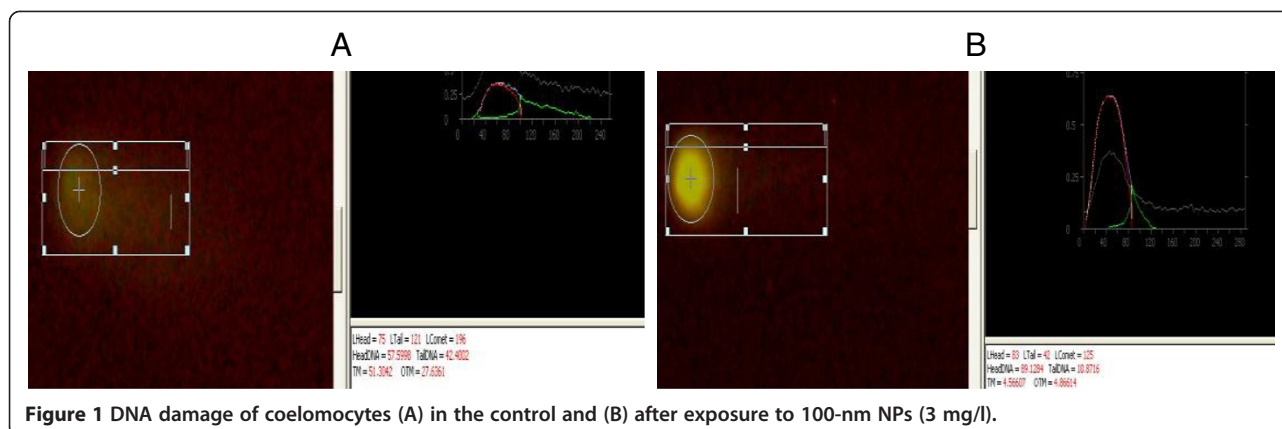 A
B
0.25
0 40 80 120 160 200 240
LHead = 75 LTail = 121 LComet = 196
HeadDNA = 57.5998 TailDNA = 42.4002
TM = 51.3042 OTM = 27.6361
0.75
0.5
0.25
0 40 80 120 160 200 240 280
LHead = 83 LTail = 42 LComet = 125
HeadDNA = 89.1284 TailDNA = 10.8716
TM = 4.56607 OTM = 4.86614
Figure 1 DNA damage of coelomocytes (A) in the control and (B) after exposure to 100-nm NPs (3 mg/l).